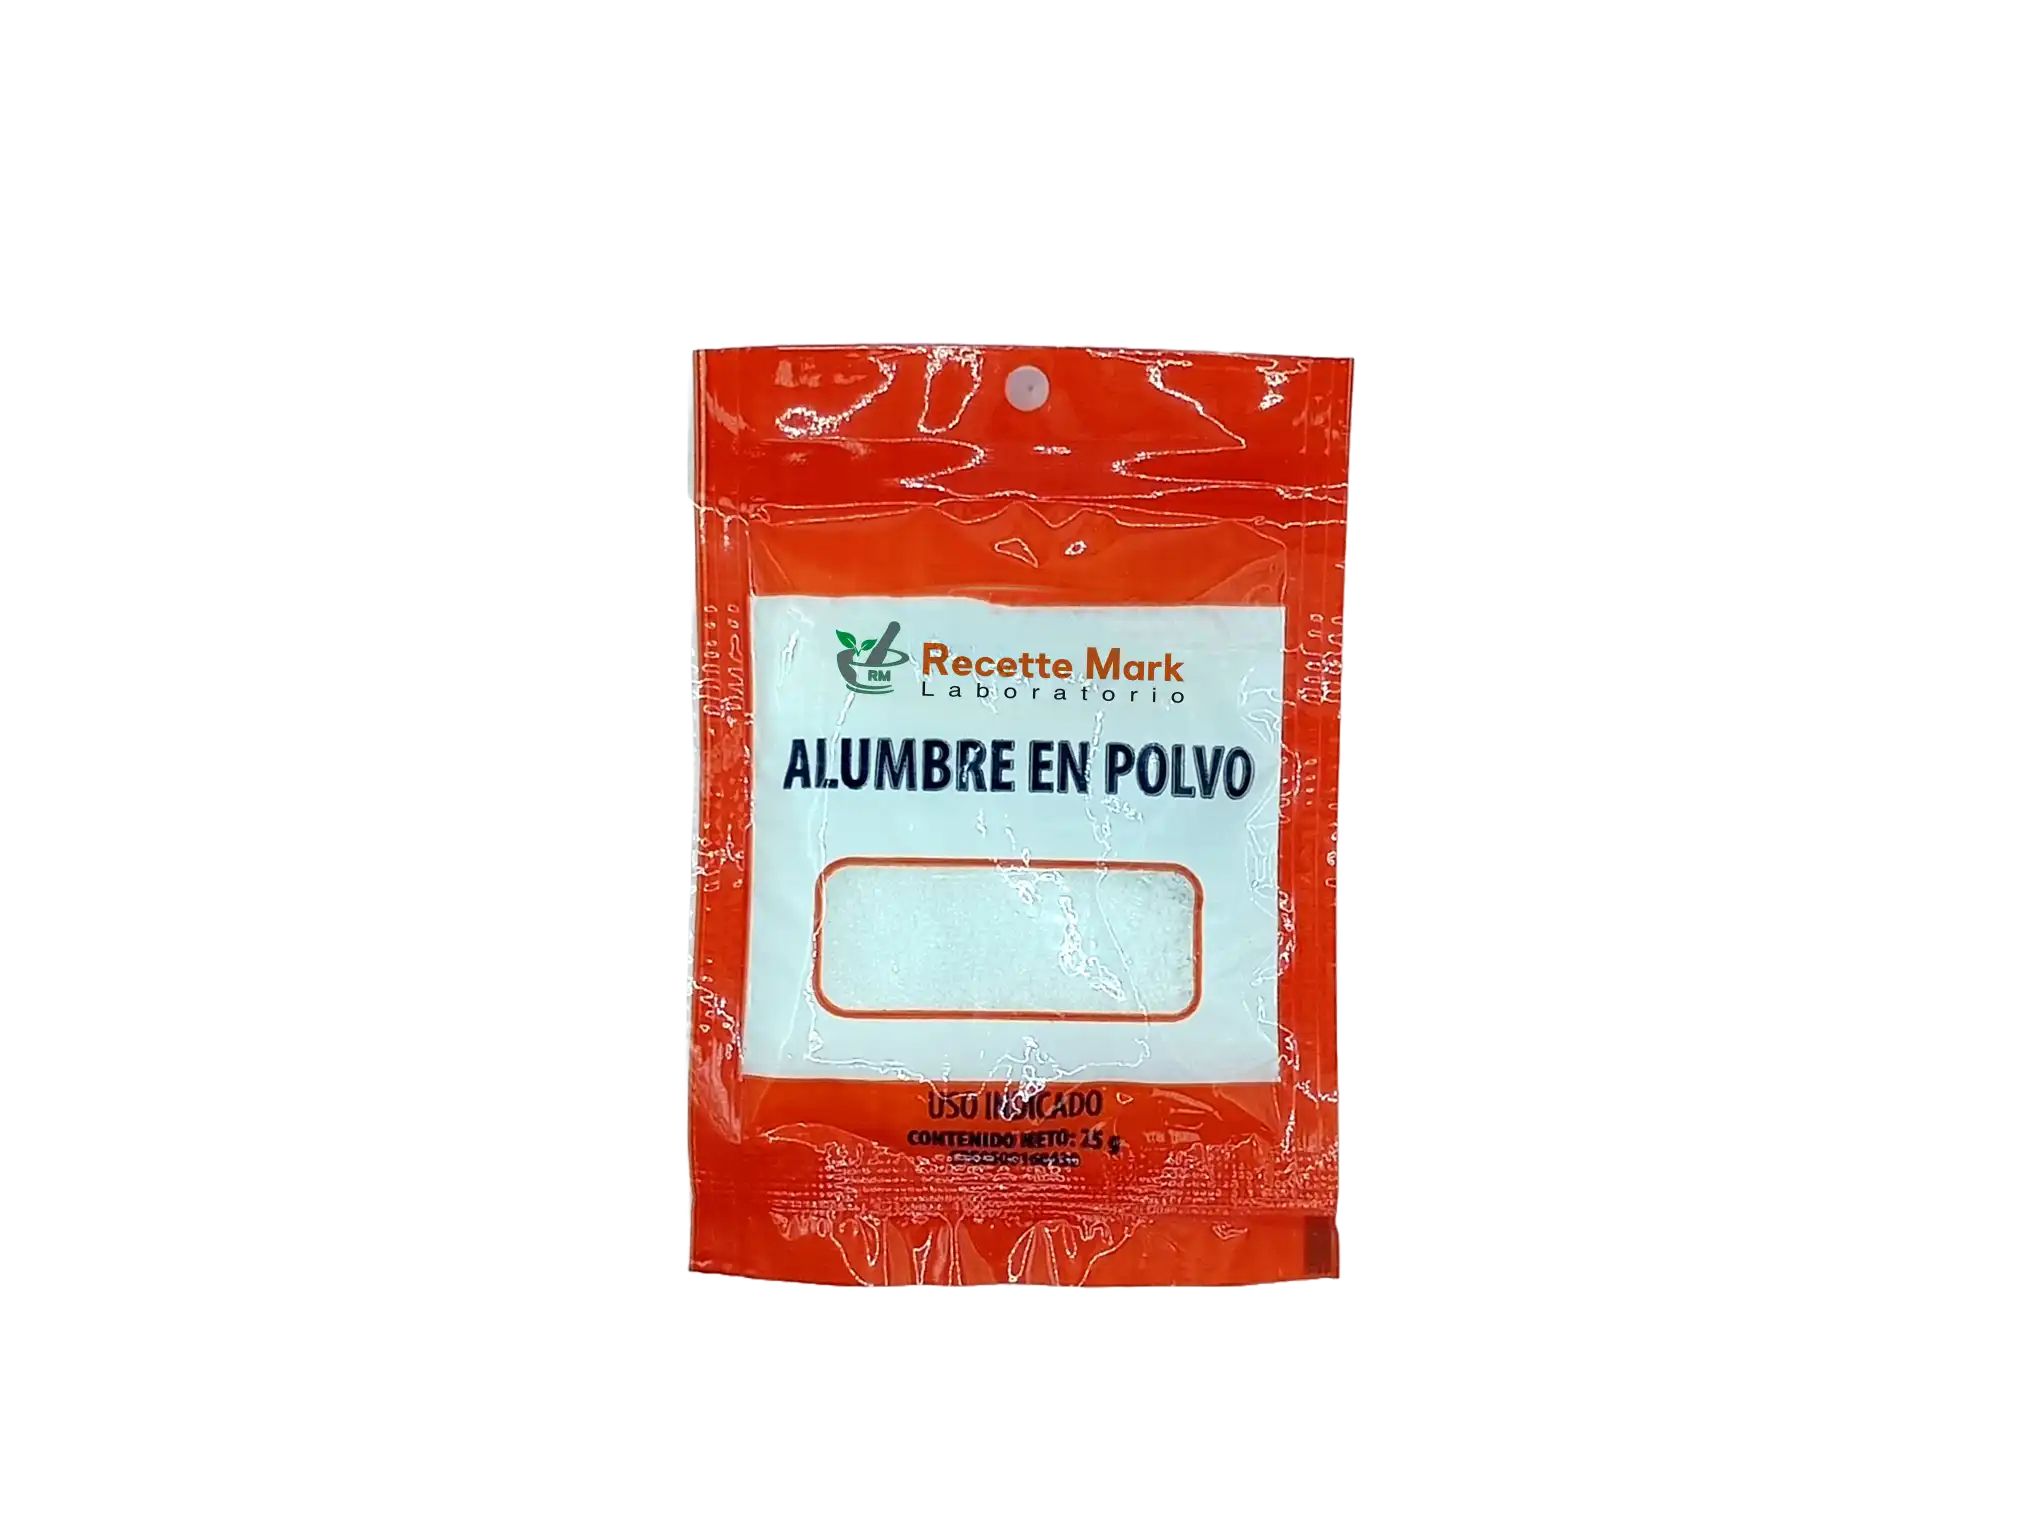 RM
Recette Mark
Laboratorio
ALUMBRE EN POLVO
USO INDICADO
CONTENIDO NETO: 25 g